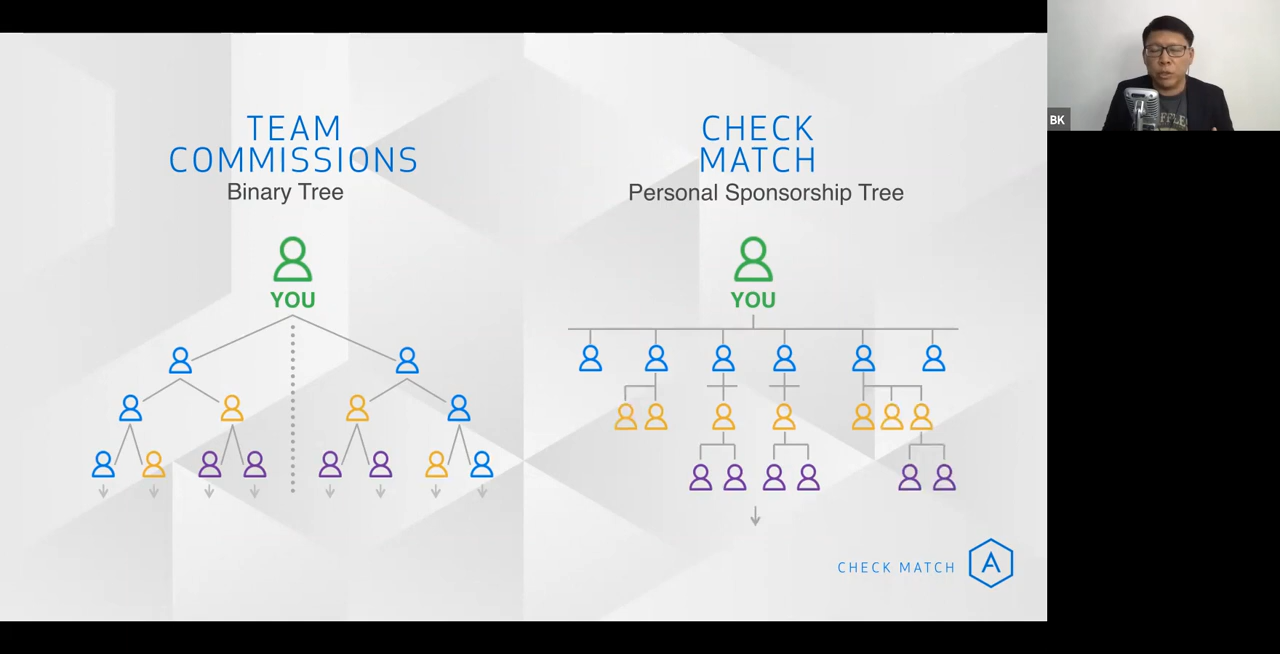 TEAM
COMMISSIONS
Binary Tree
YOU
CHECK
MATCH
Personal Sponsorship Tree
YOU
CHECK MATCH
A
BK